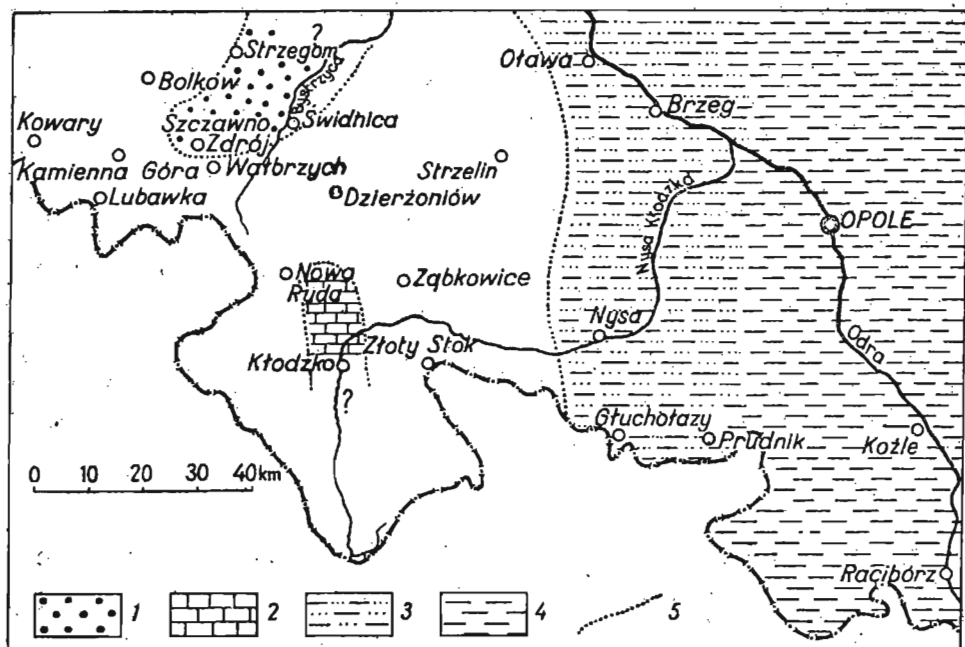 ?
Strzegom
Bolków
Bystrzyca
Oława
Brzeg
Kowary
Szczawno
Zdrój
Świdnica
Kamienna Góra
Wałbrzych
Strzelin
Lubawka
Dzierżoniów
Nysa Kłodzka
OPOLE
Nowa
Ruda
Ząbkowice
Nysa
Odra
Kłodzko
Złoty Stok
?
Głuchołazy
Prudnik
Koźle
0 10 20 30 40 km
Racibórz
1 2 3 4 5